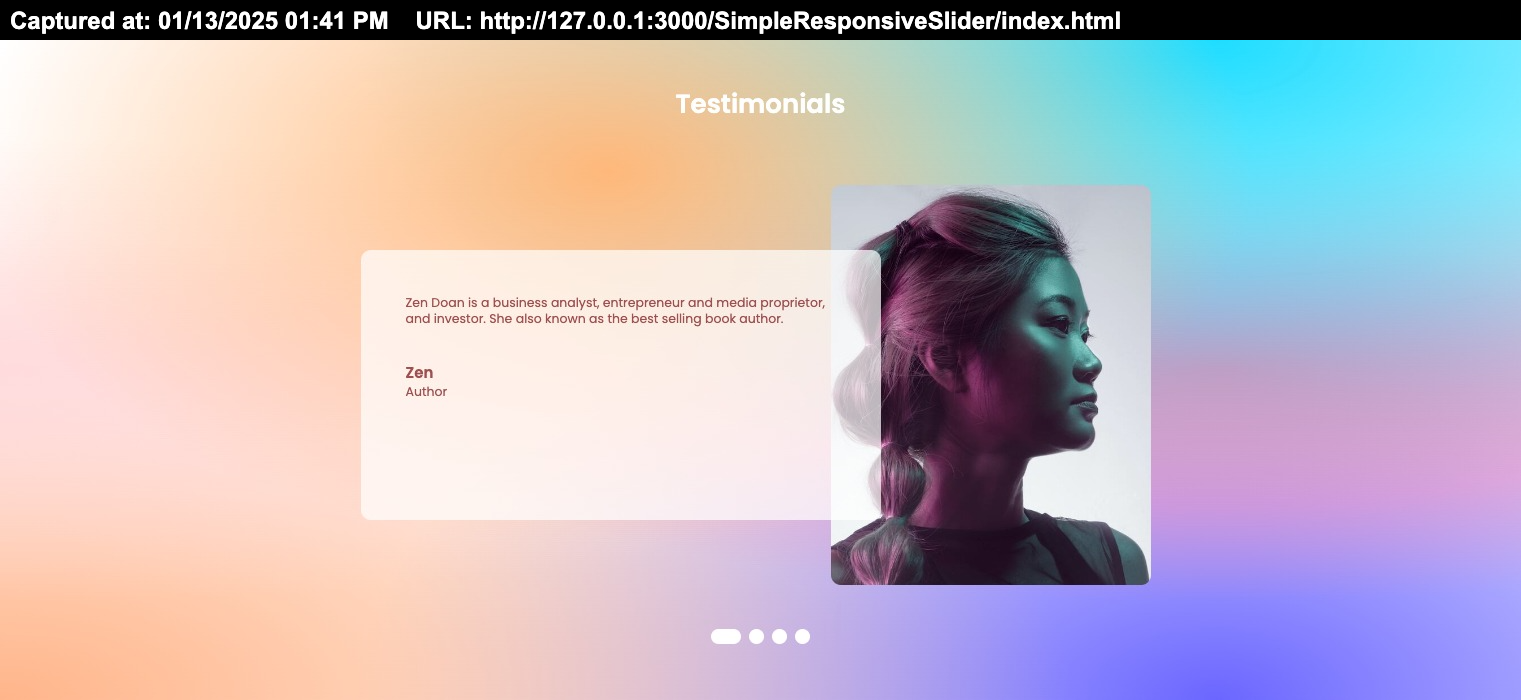 Captured at: 01/13/2025 01:41 PM    URL: http://127.0.0.1:3000/SimpleResponsiveSlider/index.html
Testimonials
Zen Doan is a business analyst, entrepreneur and media proprietor,
and investor. She also known as the best selling book author.
Zen
Author